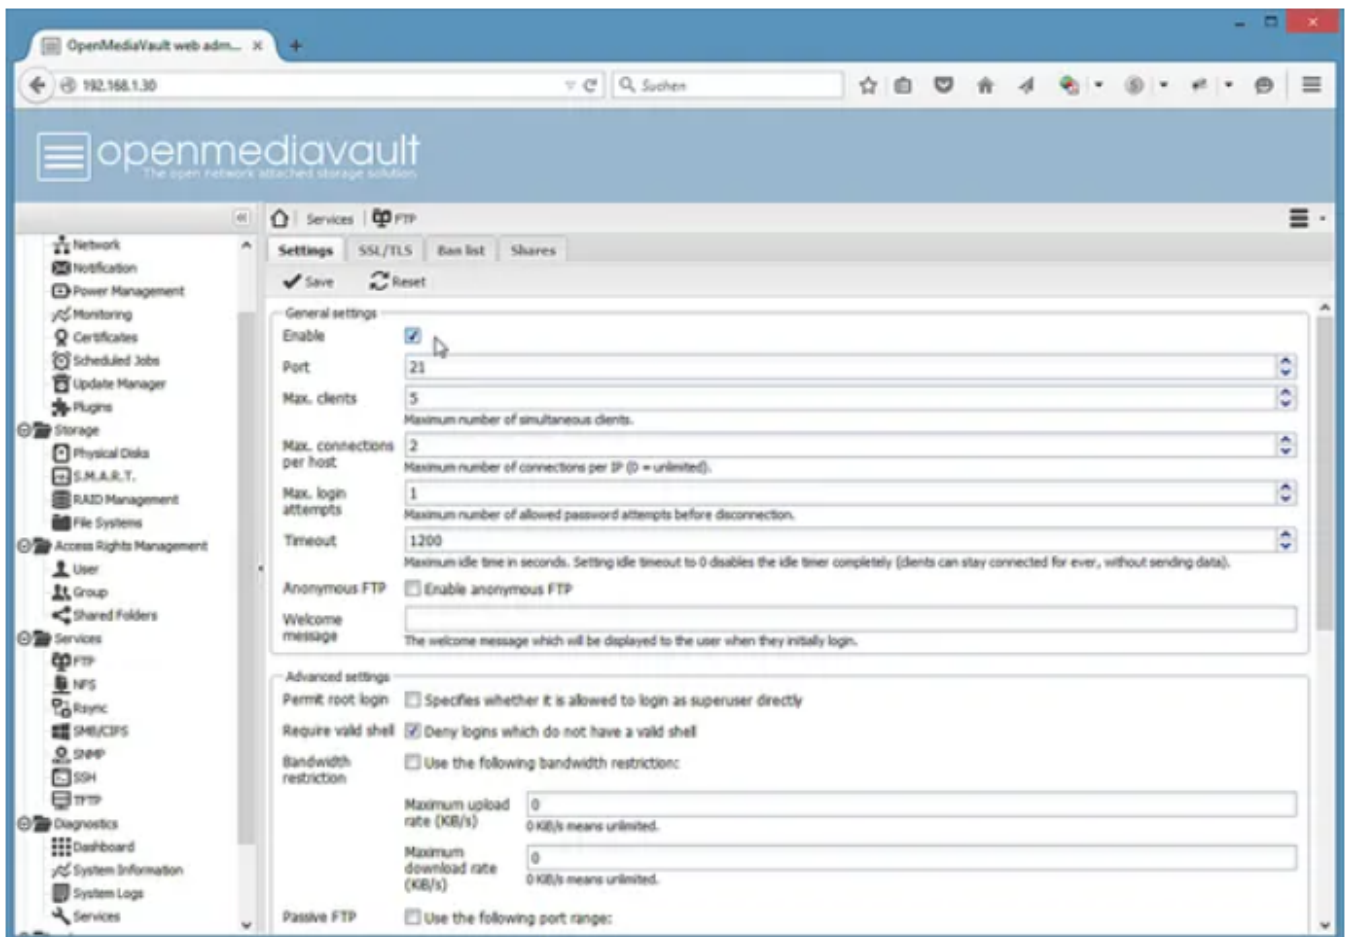 OpenMediaVault web adm...
192.168.1.30
Suchen
openmediavault
The open network attached storage solution
Services
FTP
Network
Notification
Power Management
Monitoring
Certificates
Scheduled Jobs
Update Manager
Plugins
Storage
Physical Disks
S.M.A.R.T.
RAID Management
File Systems
Access Rights Management
User
Group
Shared Folders
Services
FTP
NFS
Rsync
SMB/CIFS
SNMP
SSH
TFTP
Diagnostics
Dashboard
System Information
System Logs
Services
Settings SSL/TLS Ban list Shares
Save Reset
General settings
Enable
Port 21
Max. clients 5
Maximum number of simultaneous clients.
Max. connections per host 2
Maximum number of connections per IP (0 = unlimited).
Max. login attempts 1
Maximum number of allowed password attempts before disconnection.
Timeout 1200
Maximum idle time in seconds. Setting idle timeout to 0 disables the idle timer completely (clients can stay connected for ever, without sending data).
Anonymous FTP Enable anonymous FTP
Welcome message
The welcome message which will be displayed to the user when they initially login.
Advanced settings
Permit root login Specifies whether it is allowed to login as superuser directly
Require valid shell Deny logins which do not have a valid shell
Bandwidth restriction Use the following bandwidth restriction:
Maximum upload rate (KiB/s) 0
0 KiB/s means unlimited.
Maximum download rate (KiB/s) 0
0 KiB/s means unlimited.
Passive FTP Use the following port range: